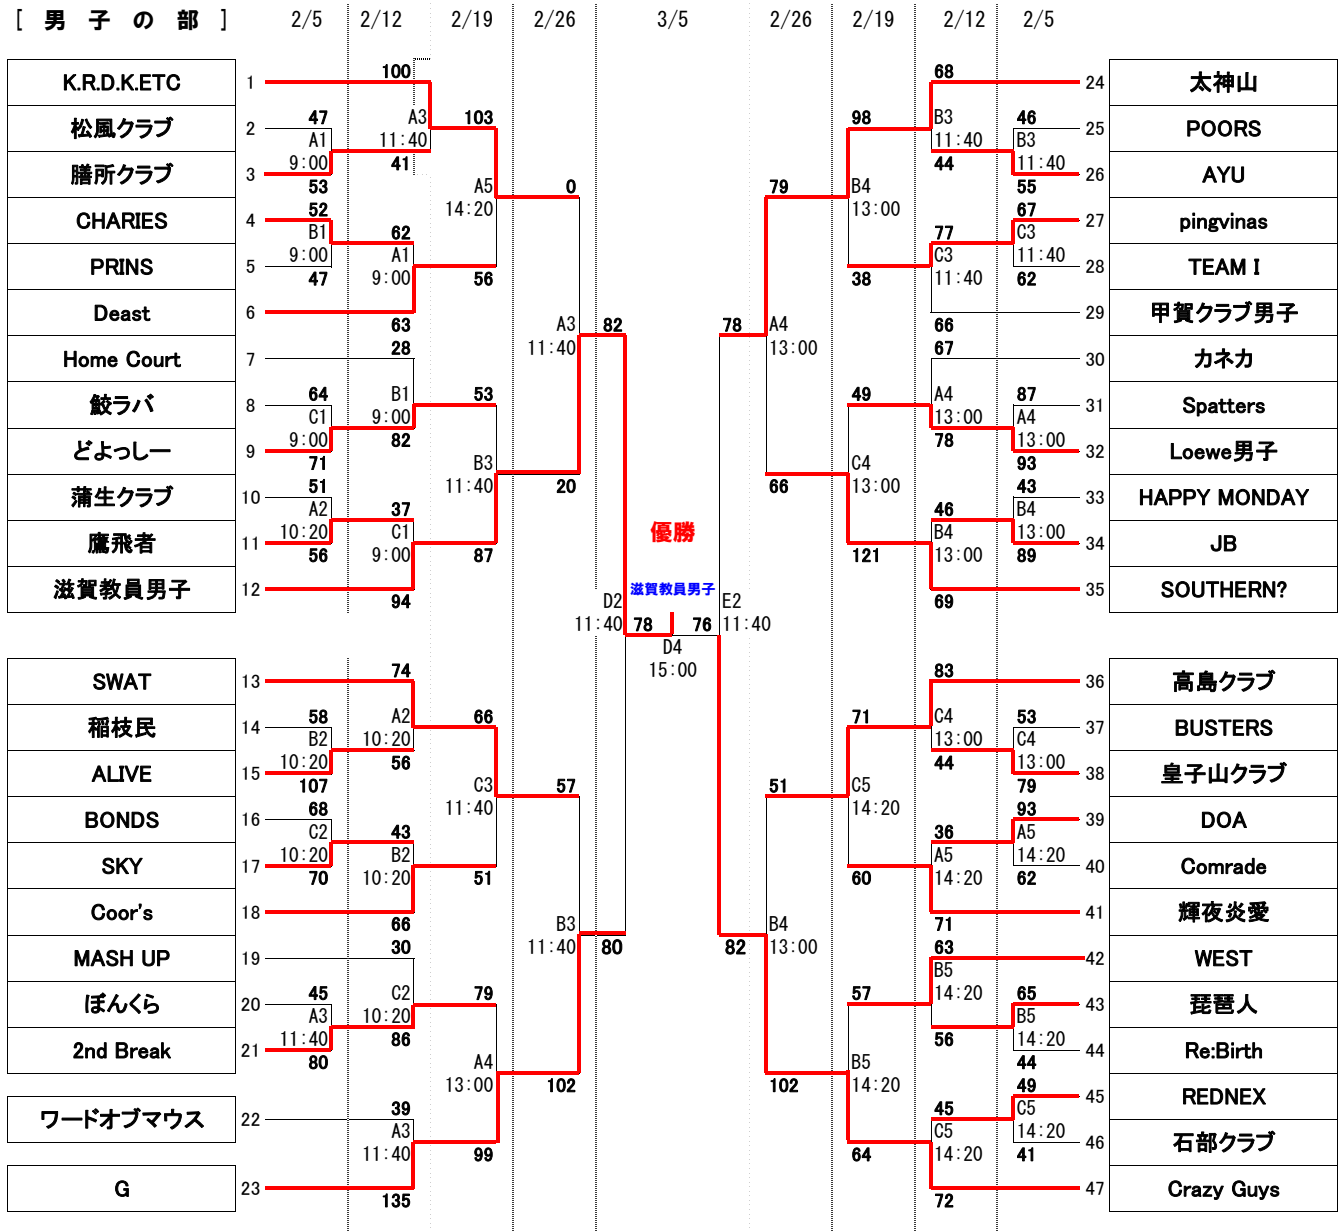 [ 男 子 の 部 ] 2/5 2/12 2/19 2/26 3/5 2/26 2/19 2/12 2/5
K.R.D.K.ETC 1 100 68 24 太神山
松風クラブ 2 47 A3 103 98 B3 46 25 POORS
A1 11:40 11:40 B3
膳所クラブ 3 9:00 41 44 11:40 26 AYU
53 A5 0 79 B4 55
CHARIES 4 52 14:20 13:00 67 27 pingvinas
B1 62 77 C3
PRINS 5 9:00 A1 C3 11:40 28 TEAM I
47 9:00 56 38 11:40 62
Deast 6 29 甲賀クラブ男子
63 A3 82 78 A4 66
Home Court 7 28 11:40 13:00 67 30 カネカ
鮫ラバ 8 64 B1 53 49 A4 87 31 Spatters
C1 9:00 13:00 A4
どよっしー 9 9:00 82 78 13:00 32 Loewe男子
71 B3 C4 93
蒲生クラブ 10 51 11:40 20 66 13:00 43 33 HAPPY MONDAY
A2 37 46 B4
鷹飛者 11 10:20 C1 優勝 B4 13:00 34 JB
56 9:00 87 121 13:00 89
滋賀教員男子 12 滋賀教員男子 35 SOUTHERN?
94 D2 E2 69
11:40 78 76 11:40
D4
15:00
SWAT 13 74 83 36 高島クラブ
稲枝民 14 58 A2 66 71 C4 53 37 BUSTERS
B2 10:20 13:00 C4
ALIVE 15 10:20 56 44 13:00 38 皇子山クラブ
107 C3 57 51 C5 79
BONDS 16 68 11:40 14:20 93 39 DOA
C2 43 36 A5
SKY 17 10:20 B2 A5 14:20 40 Comrade
70 10:20 51 60 14:20 62
Coor's 18 41 輝夜炎愛
66 B3 B4 71
MASH UP 19 30 11:40 80 82 13:00 63 42 WEST
B5
ぼんくら 20 45 C2 79 57 14:20 65 43 琵琶人
A3 10:20 B5
2nd Break 21 11:40 86 56 14:20 44 Re:Birth
80 A4 B5 44
13:00 102 102 14:20 49 45 REDNEX
ワードオブマウス 22 39 45 C5
A3 C5 14:20 46 石部クラブ
11:40 99 64 14:20 41
G 23 47 Crazy Guys
135 72